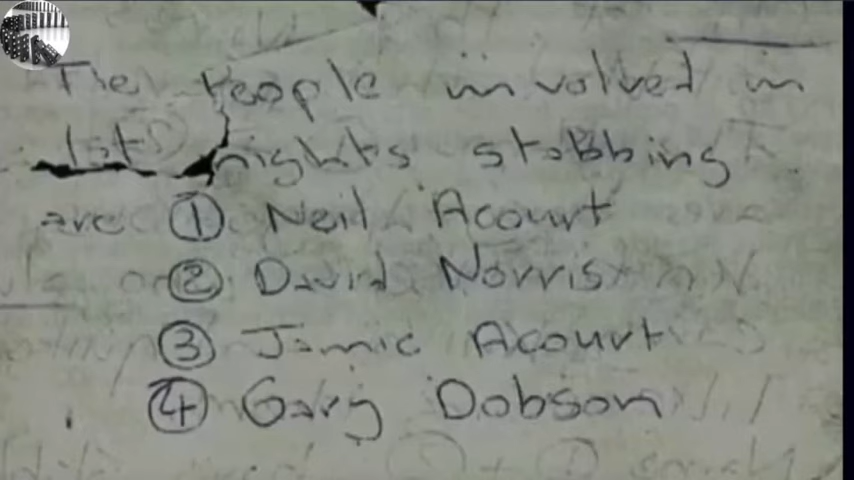 The People involved in
last nights stabbing
are ① Neil Acourt
② David Norris
③ Jamie Acourt
④ Gary Dobson